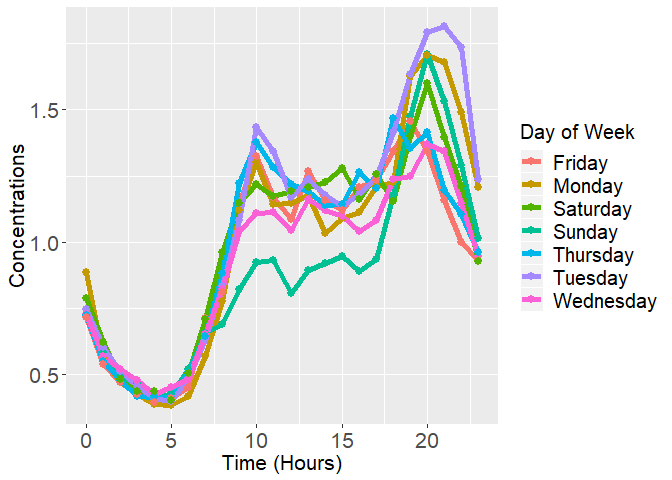 Concentrations
1.5
1.0
0.5
0 5 10 15 20
Time (Hours)
Day of Week
Friday
Monday
Saturday
Sunday
Thursday
Tuesday
Wednesday